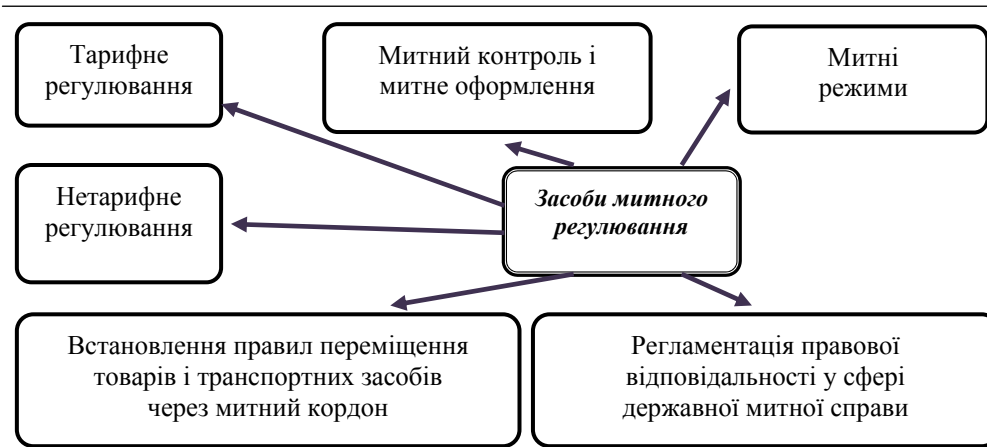 Тарифне
регулювання
Митний контроль і
митне оформлення
Митні
режими
Нетарифне
регулювання
Засоби митного
регулювання
Встановлення правил переміщення
товарів і транспортних засобів
через митний кордон
Регламентація правової
відповідальності у сфері
державної митної справи